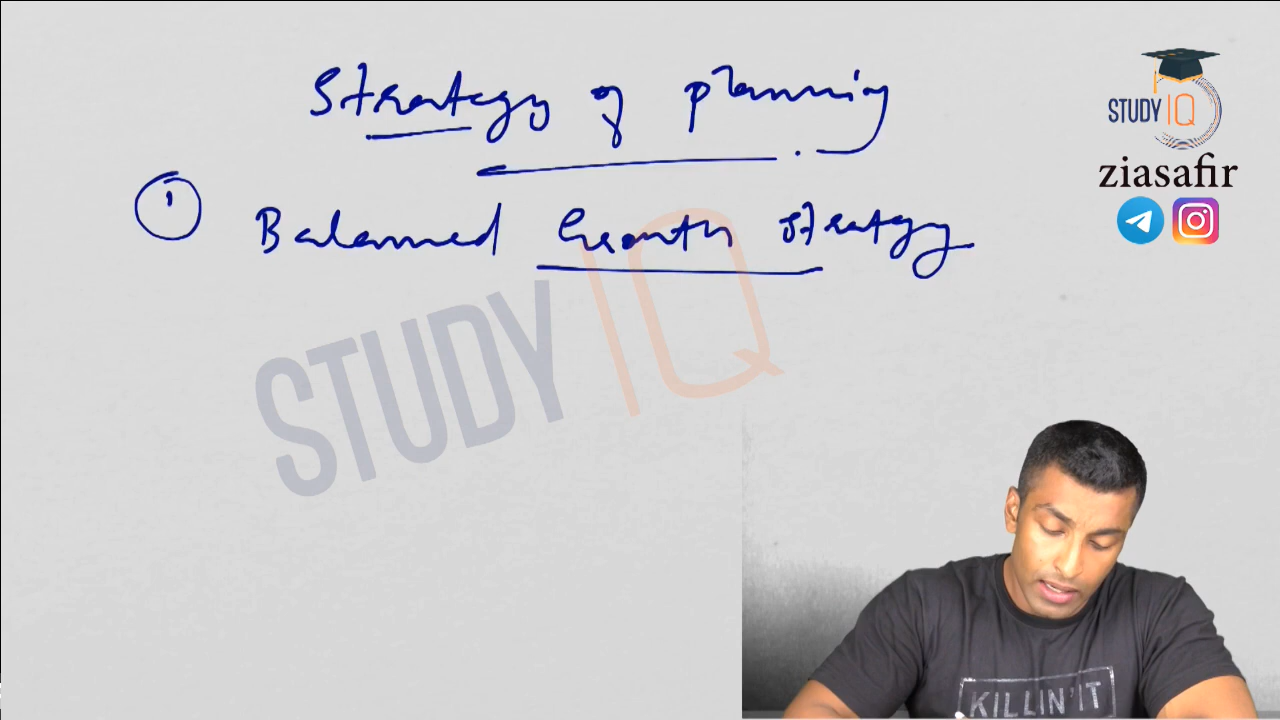 Strategy of planning
1 Balanced Growth strategy
STUDY IQ
STUDY IQ
ziasafir
KILLIN'IT